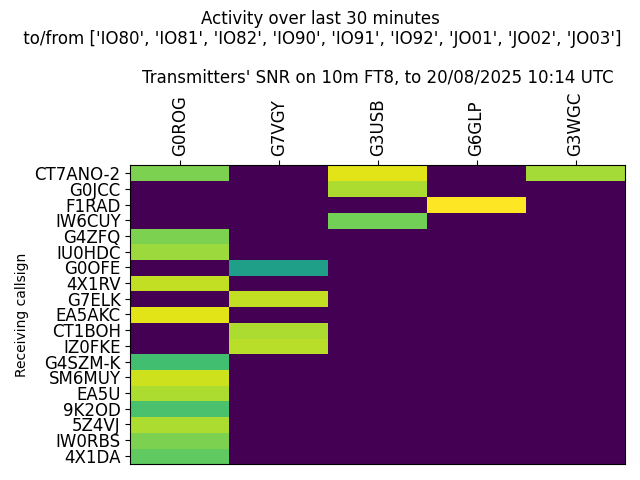 Activity over last 30 minutes
to/from ['IO80', 'IO81', 'IO82', 'IO90', 'IO91', 'IO92', 'JO01', 'JO02', 'JO03']
Transmitters' SNR on 10m FT8, to 20/08/2025 10:14 UTC
G0ROG
G7VGY
G3USB
G6GLP
G3WGC
Receiving callsign
CT7ANO-2
G0JCC
F1RAD
IW6CUY
G4ZFQ
IU0HDC
G0OFE
4X1RV
G7ELK
EA5AKC
CT1BOH
IZ0FKE
G4SZM-K
SM6MUY
EA5U
9K2OD
5Z4VJ
IW0RBS
4X1DA